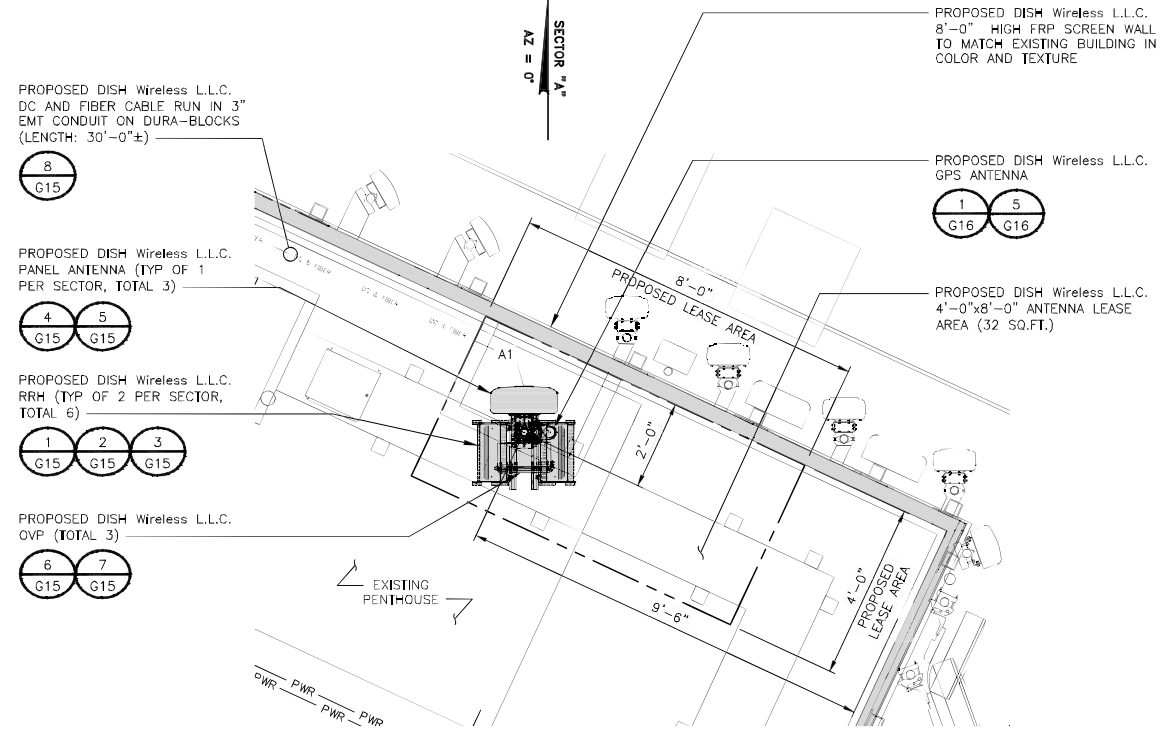 PROPOSED DISH Wireless L.L.C.
8'-0" HIGH FRP SCREEN WALL
TO MATCH EXISTING BUILDING IN
COLOR AND TEXTURE
SECTOR "A"
AZ = 0°
PROPOSED DISH Wireless L.L.C.
DC AND FIBER CABLE RUN IN 3"
EMT CONDUIT ON DURA-BLOCKS
(LENGTH: 30'-0"±)
8
G15
PROPOSED DISH Wireless L.L.C.
GPS ANTENNA
1 5
G16 G16
PROPOSED DISH Wireless L.L.C.
PANEL ANTENNA (TYP OF 1
PER SECTOR, TOTAL 3)
4 5
G15 G15
DC & FIBER
DC & FIBER
8'-0"
PROPOSED LEASE AREA
PROPOSED DISH Wireless L.L.C.
4'-0"x8'-0" ANTENNA LEASE
AREA (32 SQ.FT.)
A1
PROPOSED DISH Wireless L.L.C.
RRH (TYP OF 2 PER SECTOR,
TOTAL 6)
1 2 3
G15 G15 G15
2'-0"
PROPOSED DISH Wireless L.L.C.
OVP (TOTAL 3)
6 7
G15 G15
EXISTING
PENTHOUSE
9'-6"
4'-0"
PROPOSED
LEASE AREA
PWR PWR
PWR PWR